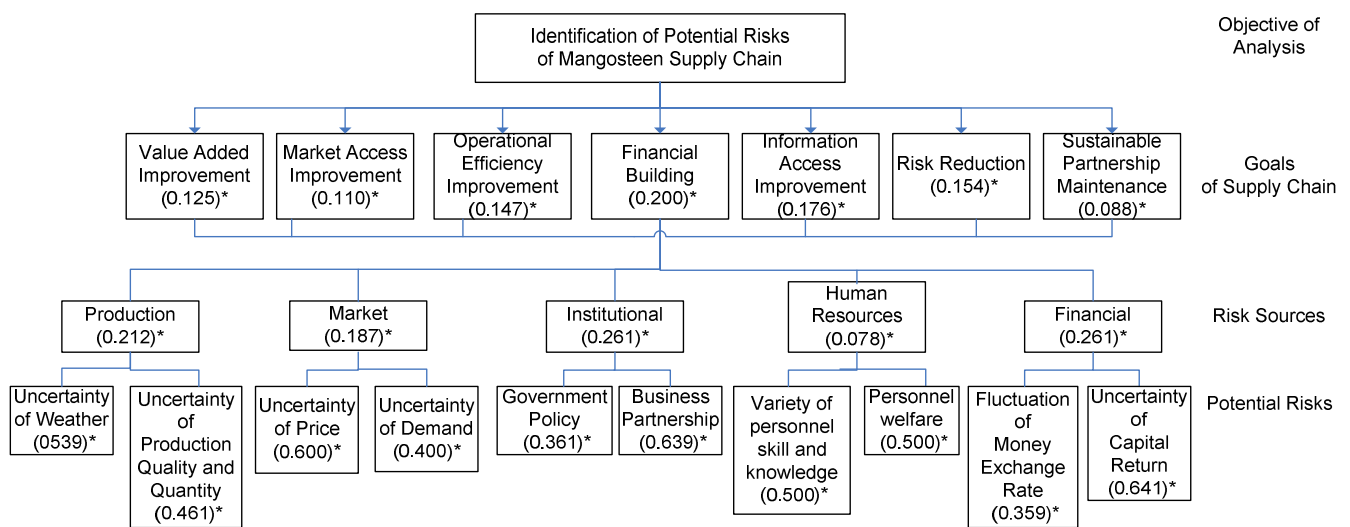 Identification of Potential Risks
of Mangosteen Supply Chain
Objective of
Analysis
Value Added
Improvement
(0.125)*
Market Access
Improvement
(0.110)*
Operational
Efficiency
Improvement
(0.147)*
Financial
Building
(0.200)*
Information
Access
Improvement
(0.176)*
Risk Reduction
(0.154)*
Sustainable
Partnership
Maintenance
(0.088)*
Goals
of Supply Chain
Production
(0.212)*
Market
(0.187)*
Institutional
(0.261)*
Human
Resources
(0.078)*
Financial
(0.261)*
Risk Sources
Uncertainty
of Weather
(0539)*
Uncertainty
of
Production
Quality and
Quantity
(0.461)*
Uncertainty
of Price
(0.600)*
Uncertainty
of Demand
(0.400)*
Government
Policy
(0.361)*
Business
Partnership
(0.639)*
Variety of
personnel
skill and
knowledge
(0.500)*
Personnel
welfare
(0.500)*
Fluctuation
of
Money
Exchange
Rate
(0.359)*
Uncertainty
of
Capital
Return
(0.641)*
Potential Risks